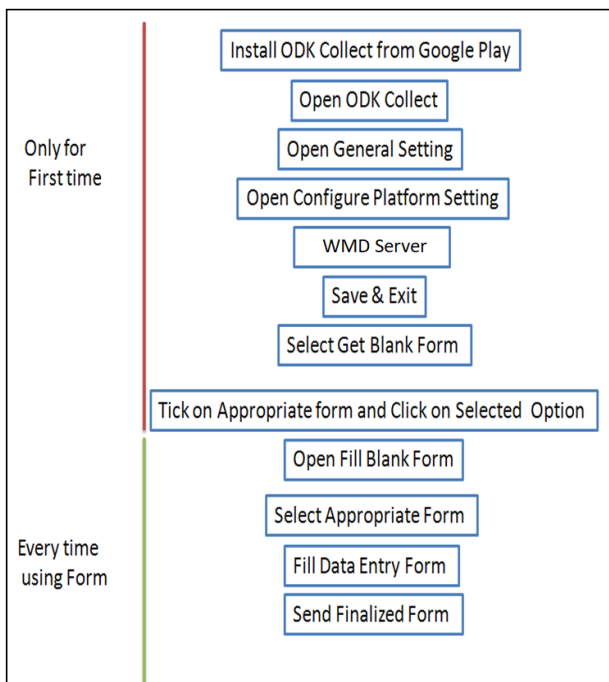 Install ODK Collect from Google Play
Open ODK Collect
Open General Setting
Only for
First time
Open Configure Platform Setting
WMD Server
Save & Exit
Select Get Blank Form
Tick on Appropriate form and Click on Selected Option
Open Fill Blank Form
Select Appropriate Form
Every time
using Form
Fill Data Entry Form
Send Finalized Form